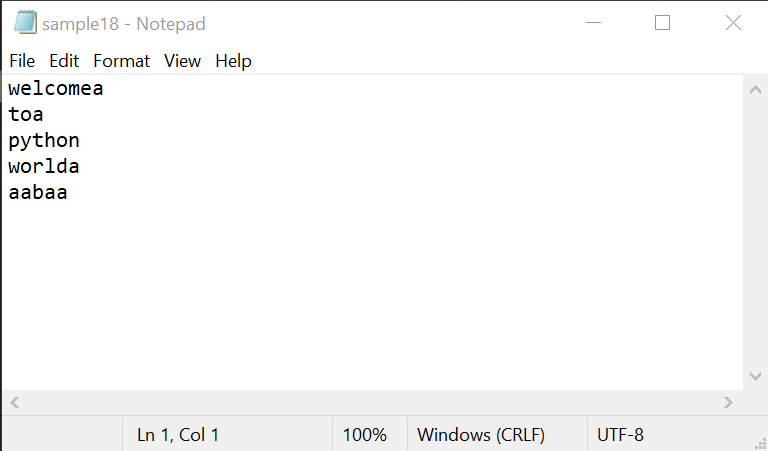 sample18 - Notepad
File Edit Format View Help
welcomea
toa
python
worlda
aabaa
Ln 1, Col 1 100% Windows (CRLF) UTF-8